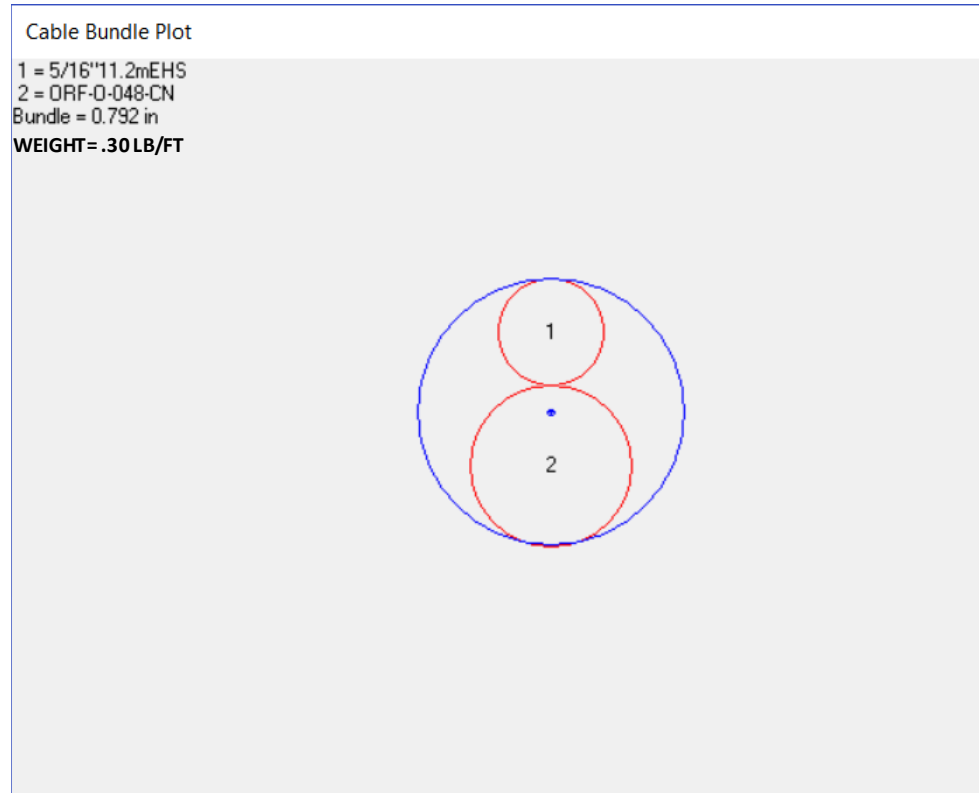 Cable Bundle Plot
1 = 5/16"11.2mEHS
2 = ORF-O-048-CN
Bundle = 0.792 in
WEIGHT= .30 LB/FT
1
2